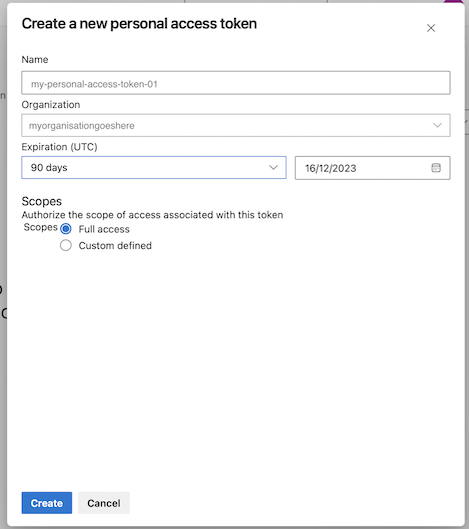 Create a new personal access token
Name
my-personal-access-token-01
Organization
myorganisationgoeshere
Expiration (UTC)
90 days
16/12/2023
Scopes
Authorize the scope of access associated with this token
Scopes Full access
Custom defined
Create Cancel